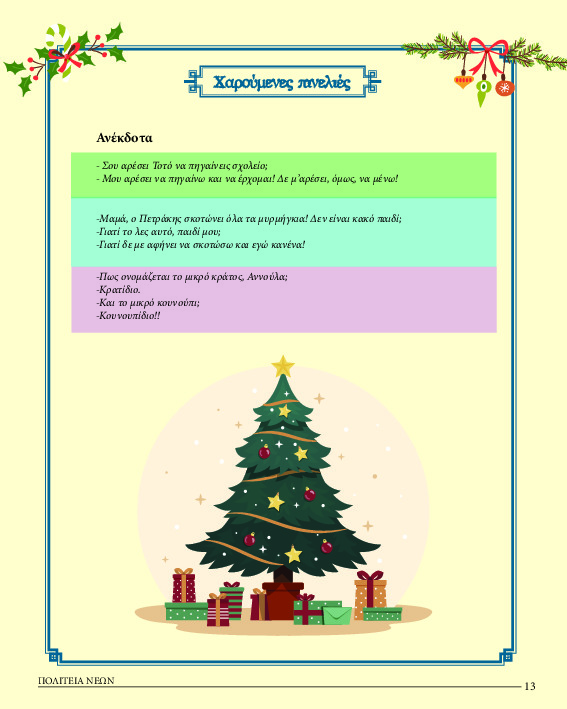 Χαρούμενες πινελιές
Ανέκδοτα
- Σου αρέσει Τοτό να πηγαίνεις σχολείο;
- Μου αρέσει να πηγαίνω και να έρχομαι! Δε μ'αρέσει, όμως, να μένω!
-Μαμά, ο Πετράκης σκοτώνει όλα τα μυρμήγκια! Δεν είναι κακό παιδί;
-Γιατί το λες αυτό, παιδί μου;
-Γιατί δε με αφήνει να σκοτώσω και εγώ κανένα!
-Πως ονομάζεται το μικρό κράτος, Αννούλα;
-Κρατίδιο.
-Και το μικρό κουνούπι;
-Κουνουπίδιο!!
ΠΟΛΙΤΕΙΑ ΝΕΩΝ
13